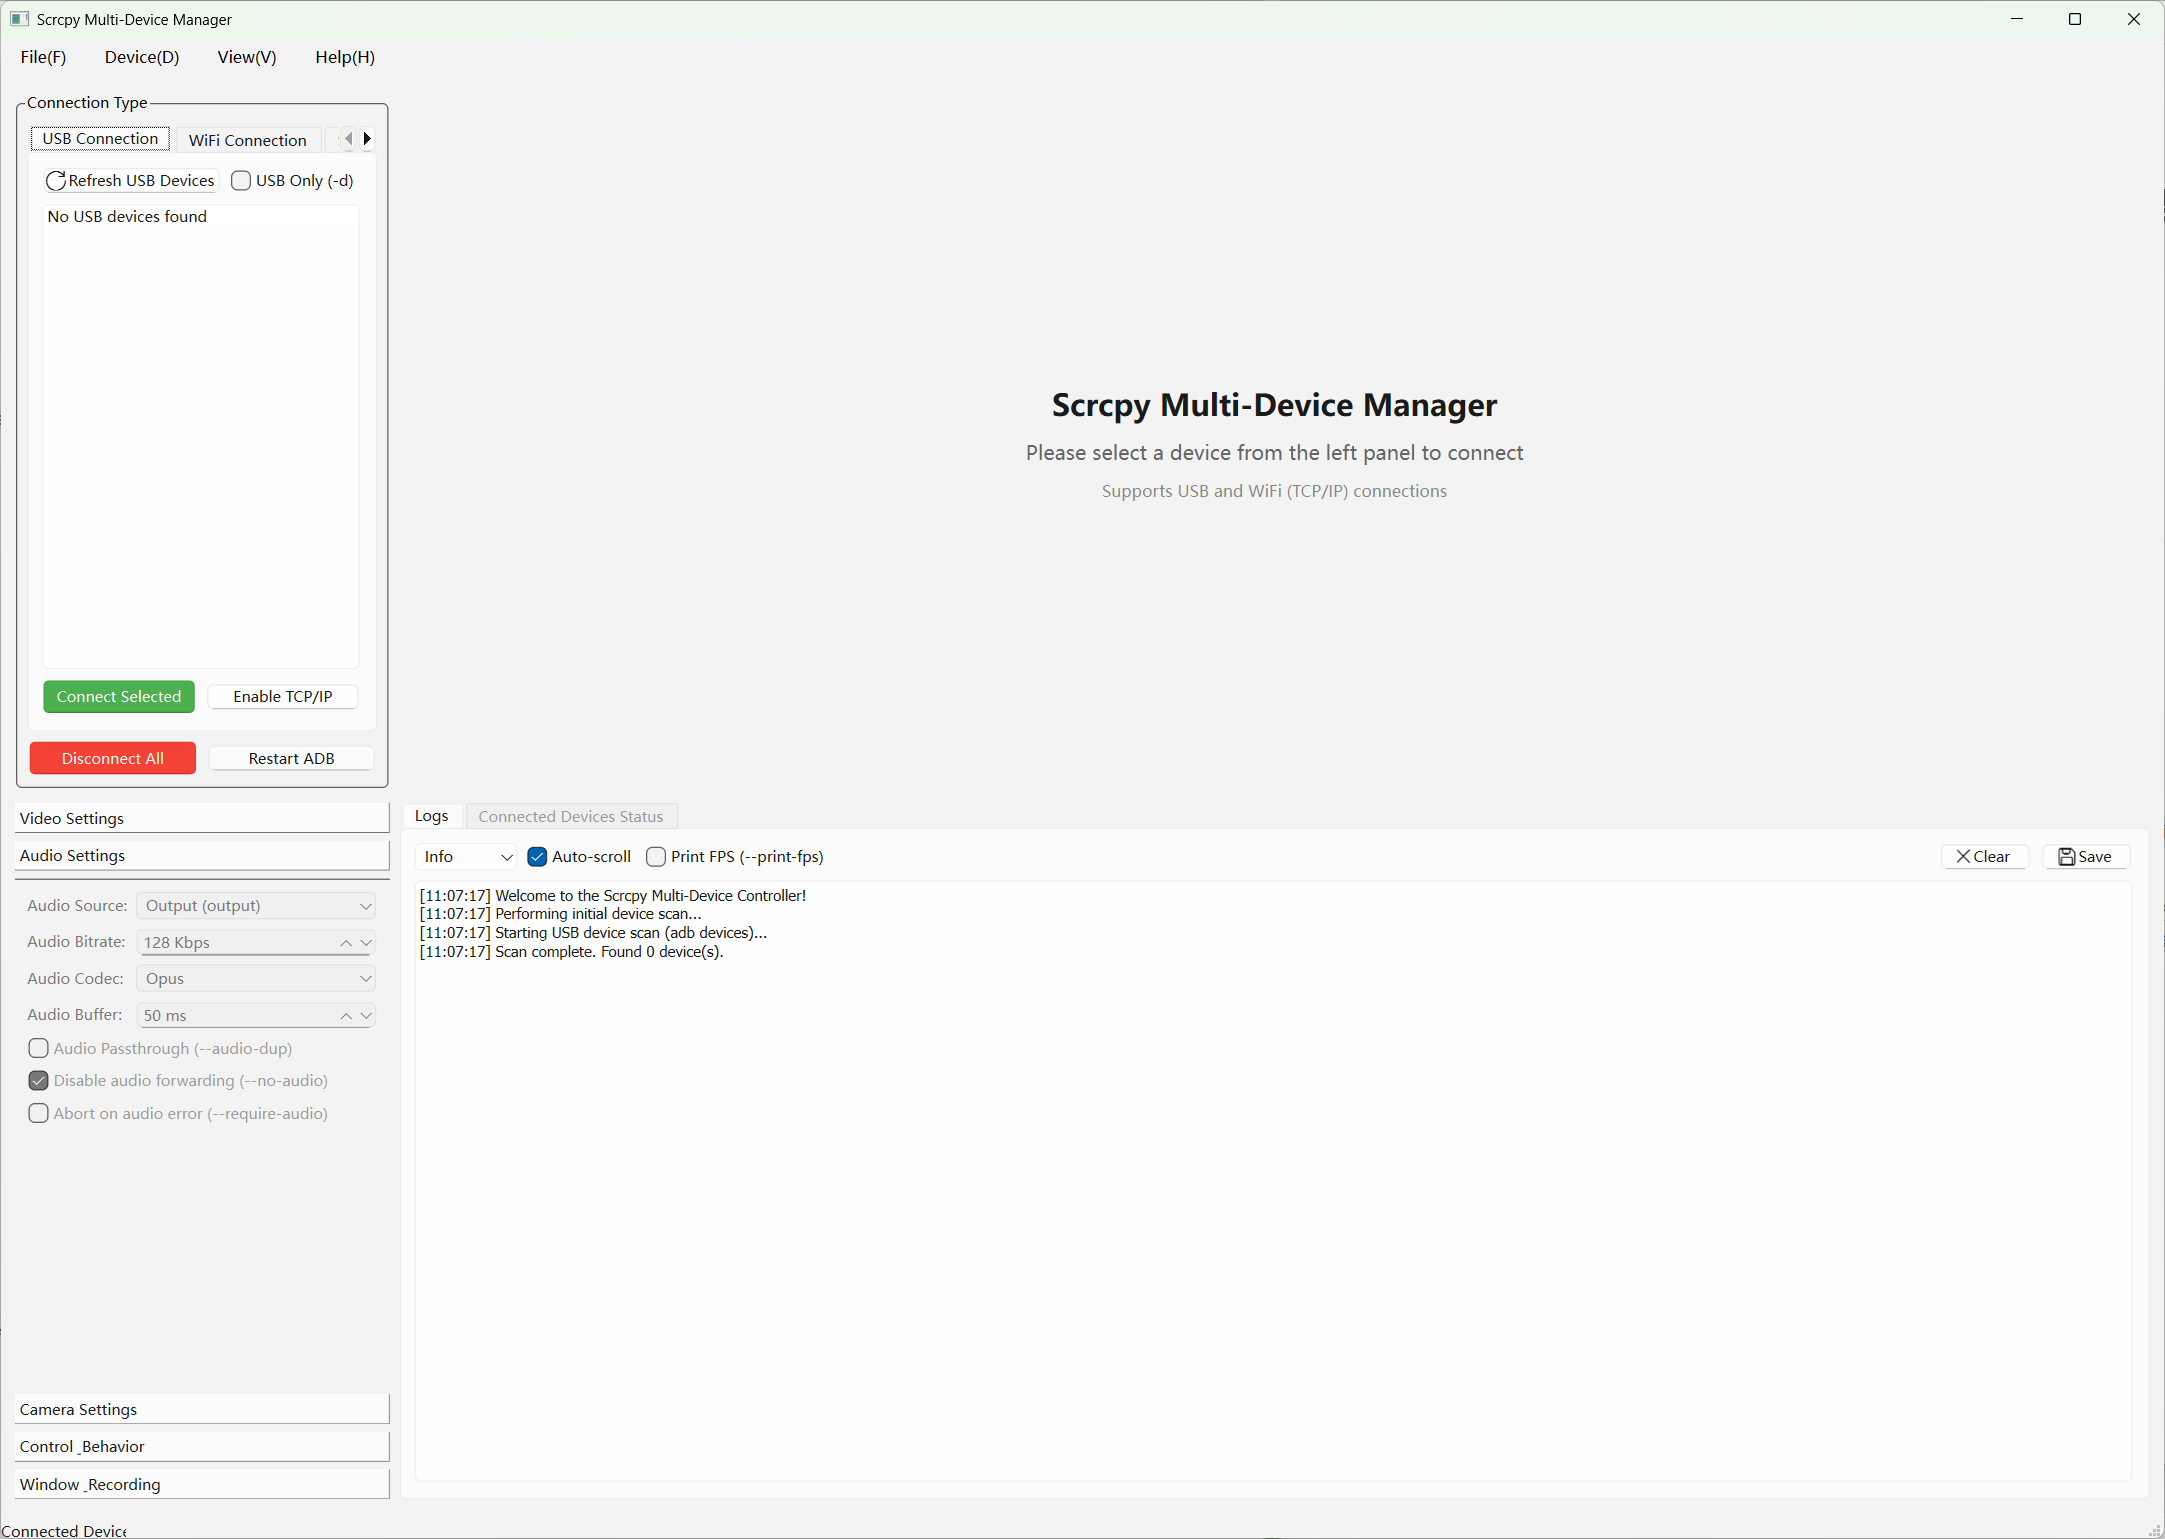 Scrcpy Multi-Device Manager
File(F) Device(D) View(V) Help(H)
Connection Type
USB Connection WiFi Connection
Refresh USB Devices USB Only (-d)
No USB devices found
Connect Selected Enable TCP/IP
Disconnect All Restart ADB
Scrcpy Multi-Device Manager
Please select a device from the left panel to connect
Supports USB and WiFi (TCP/IP) connections
Video Settings
Audio Settings
Audio Source: Output (output)
Audio Bitrate: 128 Kbps
Audio Codec: Opus
Audio Buffer: 50 ms
Audio Passthrough (--audio-dup)
Disable audio forwarding (--no-audio)
Abort on audio error (--require-audio)
Camera Settings
Control _Behavior
Window _Recording
Logs Connected Devices Status
Info Auto-scroll Print FPS (--print-fps) Clear Save
[11:07:17] Welcome to the Scrcpy Multi-Device Controller!
[11:07:17] Performing initial device scan...
[11:07:17] Starting USB device scan (adb devices)...
[11:07:17] Scan complete. Found 0 device(s).
Connected Device